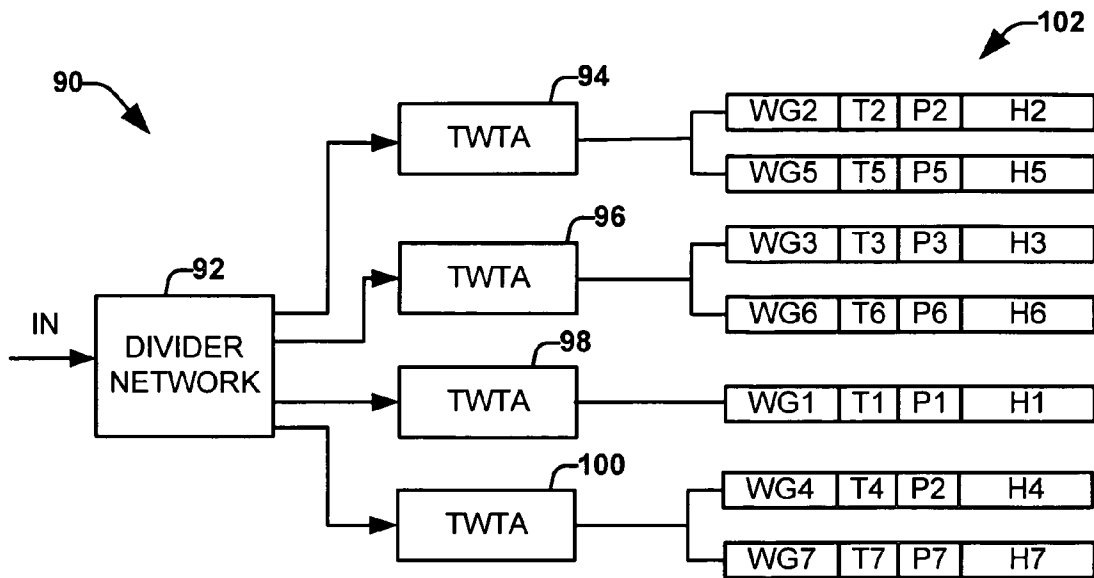 102
90
94
TWTA
WG2 T2 P2 H2
WG5 T5 P5 H5
96
TWTA
WG3 T3 P3 H3
WG6 T6 P6 H6
92
IN
DIVIDER
NETWORK
98
TWTA
WG1 T1 P1 H1
100
TWTA
WG4 T4 P2 H4
WG7 T7 P7 H7